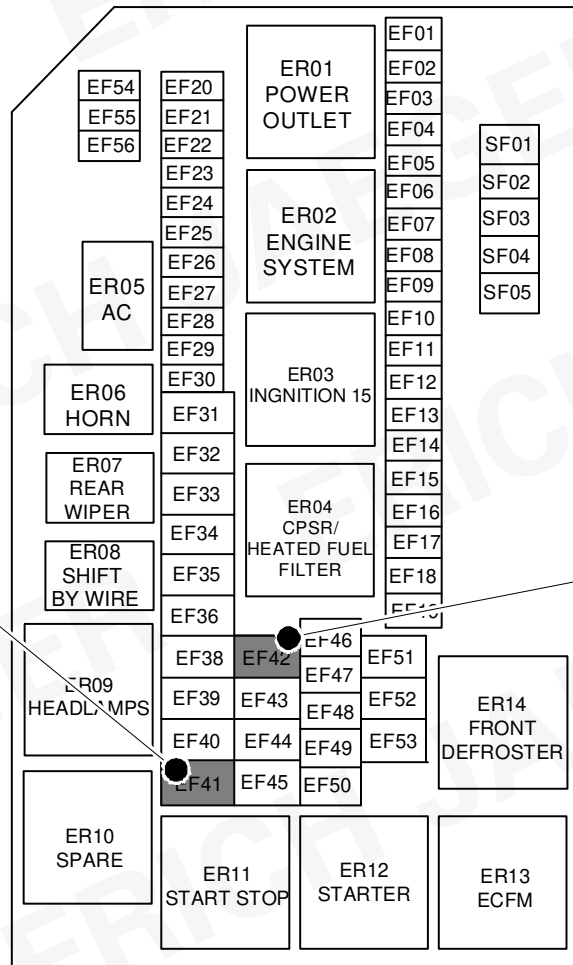 EF54
EF55
EF56
EF20
EF21
EF22
EF23
EF24
EF25
EF26
EF27
EF28
EF29
EF30
EF31
EF32
EF33
EF34
EF35
EF36
EF38
EF39
EF40
EF41
ER01
POWER
OUTLET
ER02
ENGINE
SYSTEM
ER03
INGNITION 15
ER04
CPSR/
HEATED FUEL
FILTER
EF01
EF02
EF03
EF04
EF05
EF06
EF07
EF08
EF09
EF10
EF11
EF12
EF13
EF14
EF15
EF16
EF17
EF18
EF19
SF01
SF02
SF03
SF04
SF05
ER05
AC
ER06
HORN
ER07
REAR
WIPER
ER08
SHIFT
BY WIRE
ER09
HEADLAMPS
ER10
SPARE
EF42
EF43
EF44
EF45
EF46
EF47
EF48
EF49
EF50
EF51
EF52
EF53
ER14
FRONT
DEFROSTER
ER11
START STOP
ER12
STARTER
ER13
ECFM
ERICH JAEGER